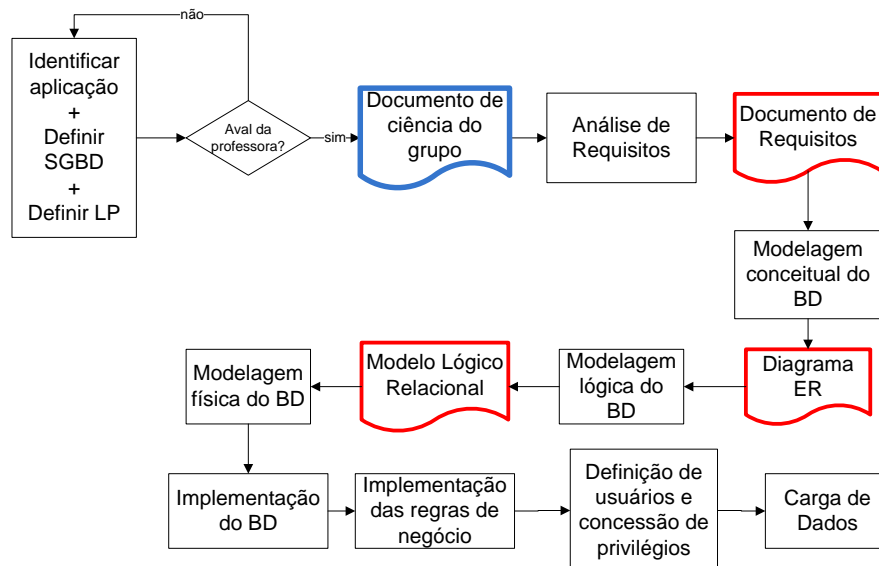 não
Identificar
aplicação
+
Definir
SGBD
+
Definir LP
Aval da
professora?
sim
Documento de
ciência do
grupo
Análise de
Requisitos
Documento de
Requisitos
Modelagem
conceitual do
BD
Diagrama
ER
Modelagem
lógica do
BD
Modelo Lógico
Relacional
Modelagem
física do BD
Implementação
do BD
Implementação
das regras de
negócio
Definição de
usuários e
concessão de
privilégios
Carga de
Dados